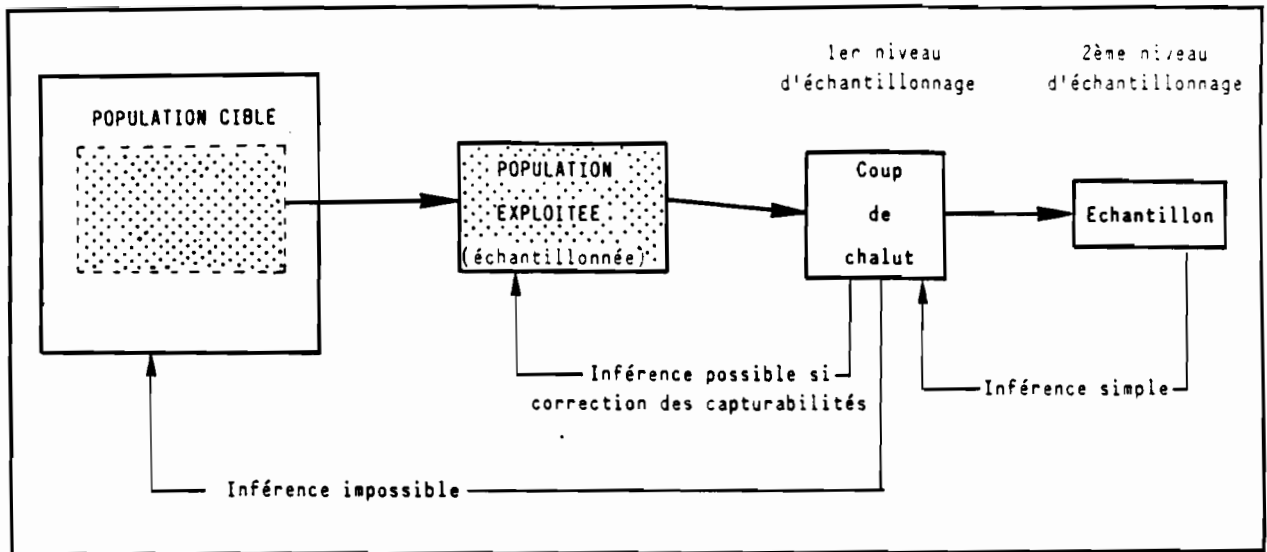 1er niveau
d'échantillonnage
2ème niveau
d'échantillonnage
POPULATION CIBLE
POPULATION
EXPLOITEE
(échantillonnée)
Coup
de
chalut
Echantillon
Inférence possible si
correction des capturabilités
Inférence simple
Inférence impossible